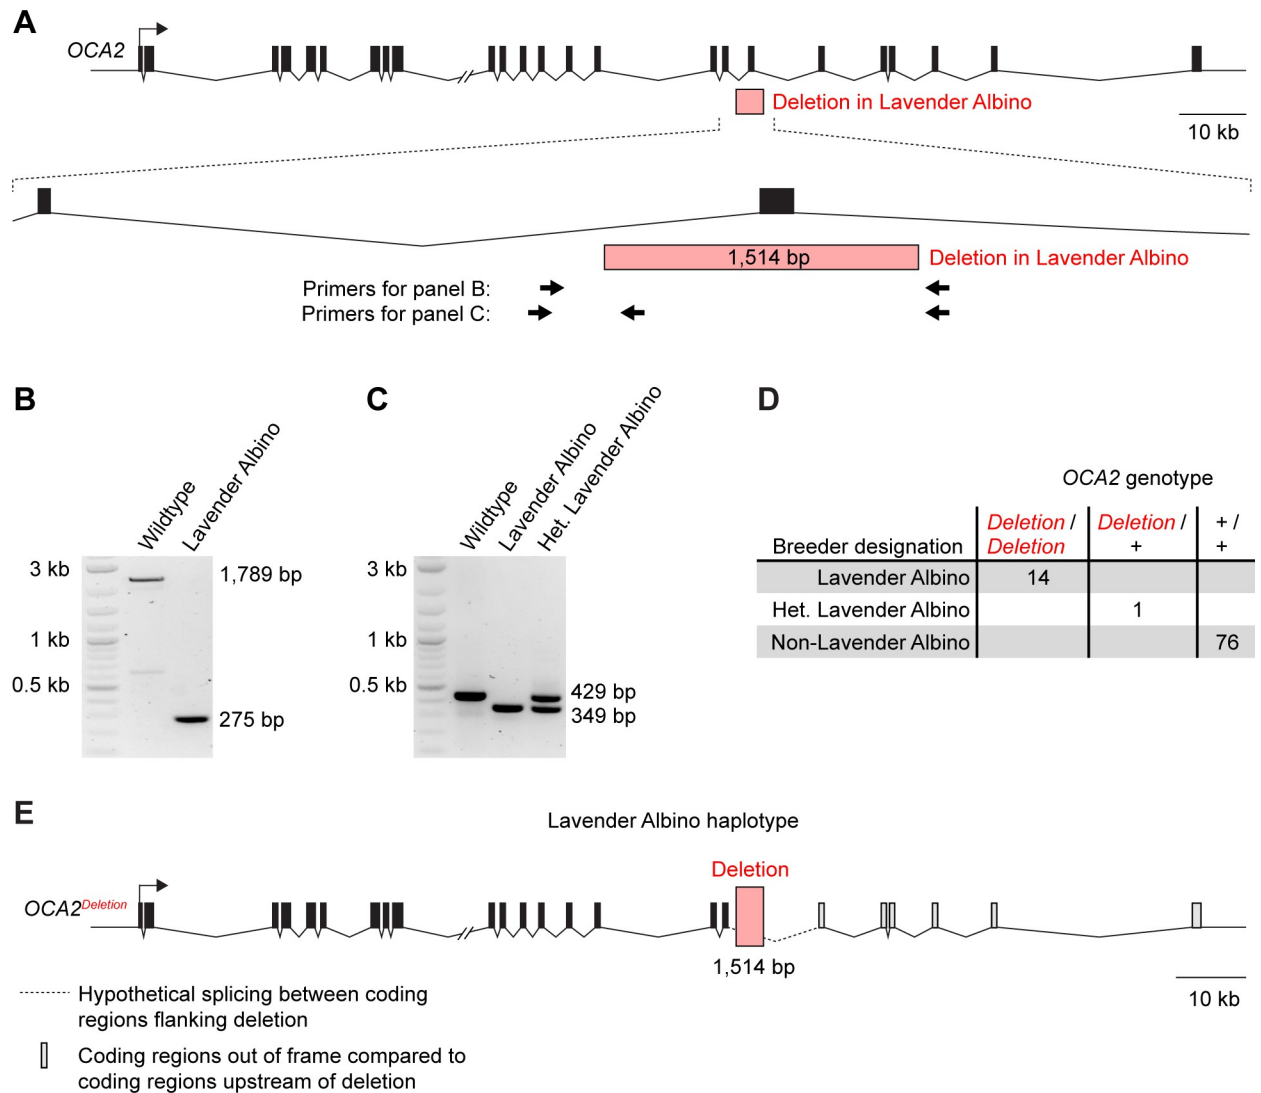 A
OCA2
Deletion in Lavender Albino
10 kb
1,514 bp
Deletion in Lavender Albino
Primers for panel B:
Primers for panel C:
B
Wildtype
Lavender Albino
3 kb
1 kb
0.5 kb
1,789 bp
275 bp
C
Wildtype
Lavender Albino
Het. Lavender Albino
3 kb
1 kb
0.5 kb
429 bp
349 bp
D
OCA2 genotype
Breeder designation
Deletion /
Deletion
Deletion /
+
+ /
+
Lavender Albino 14
Het. Lavender Albino 1
Non-Lavender Albino 76
E
Lavender Albino haplotype
Deletion
OCA2Deletion
1,514 bp
10 kb
Hypothetical splicing between coding
regions flanking deletion
Coding regions out of frame compared to
coding regions upstream of deletion